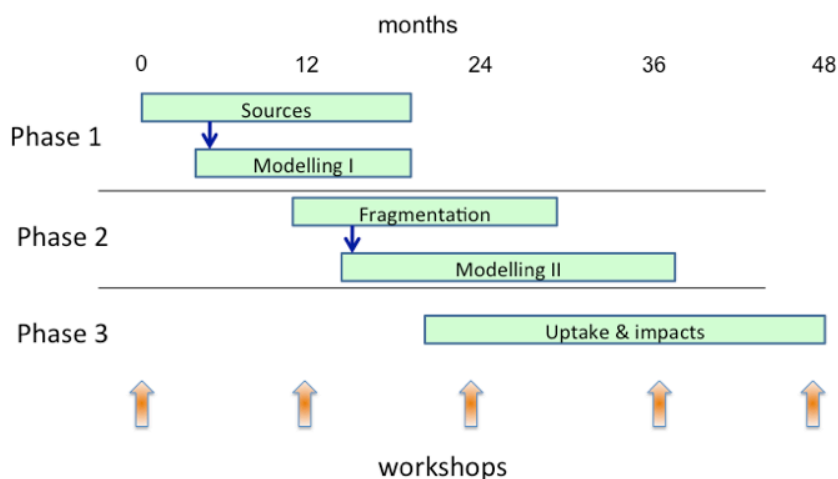 months
0 12 24 36 48
Sources
Phase 1
Modelling I
Fragmentation
Phase 2
Modelling II
Phase 3 Uptake & impacts
workshops